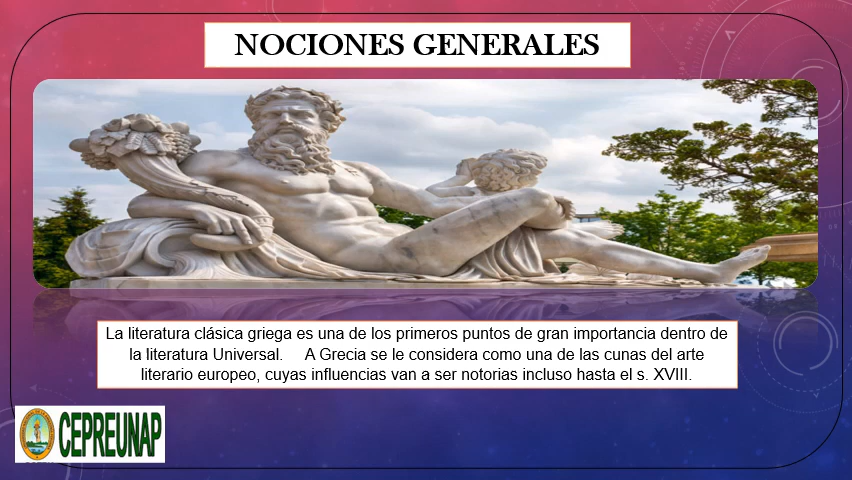 NOCIONES GENERALES
La literatura clásica griega es una de los primeros puntos de gran importancia dentro de
la literatura Universal. A Grecia se le considera como una de las cunas del arte
literario europeo, cuyas influencias van a ser notorias incluso hasta el s. XVIII.
CEPREUNAP